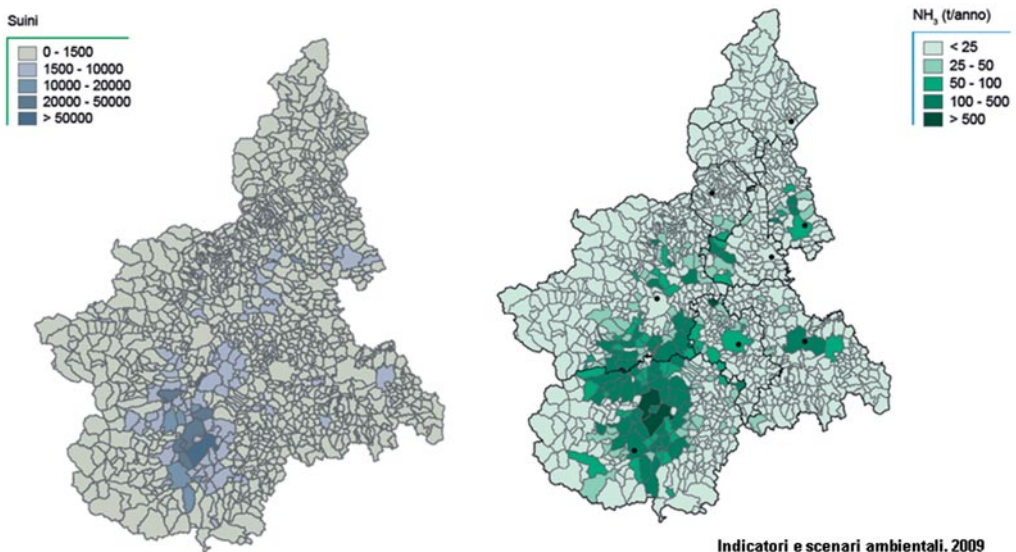 Suini
0 - 1500
1500 - 10000
10000 - 20000
20000 - 50000
> 50000
NH₃ (t/anno)
< 25
25 - 50
50 - 100
100 - 500
> 500
Indicatori e scenari ambientali, 2009